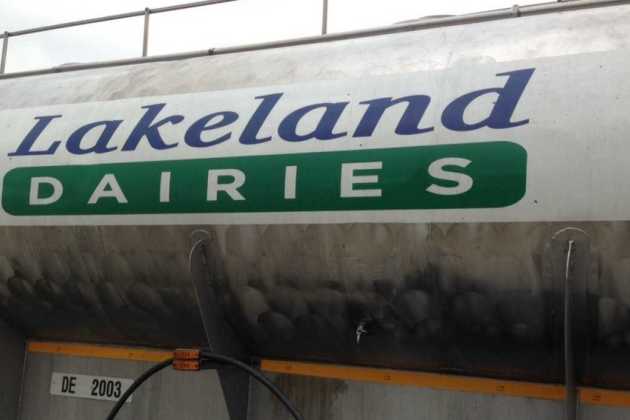 Lakeland
DAIRIES
DE 2003